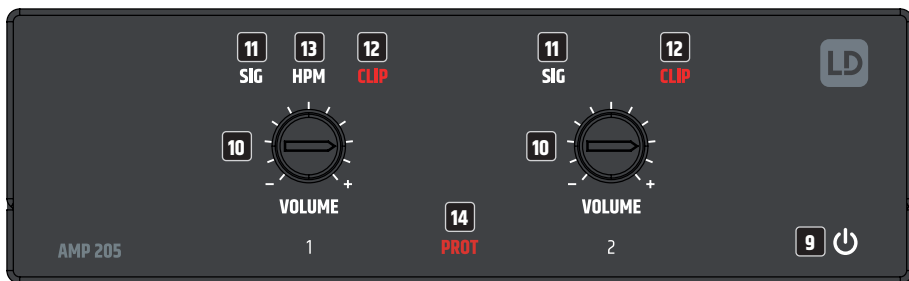 11 13 12 11 12
SIG HPM CLIP SIG CLIP
LD
10 10
- + - +
VOLUME VOLUME
14
1 PROT 2
9
AMP 205